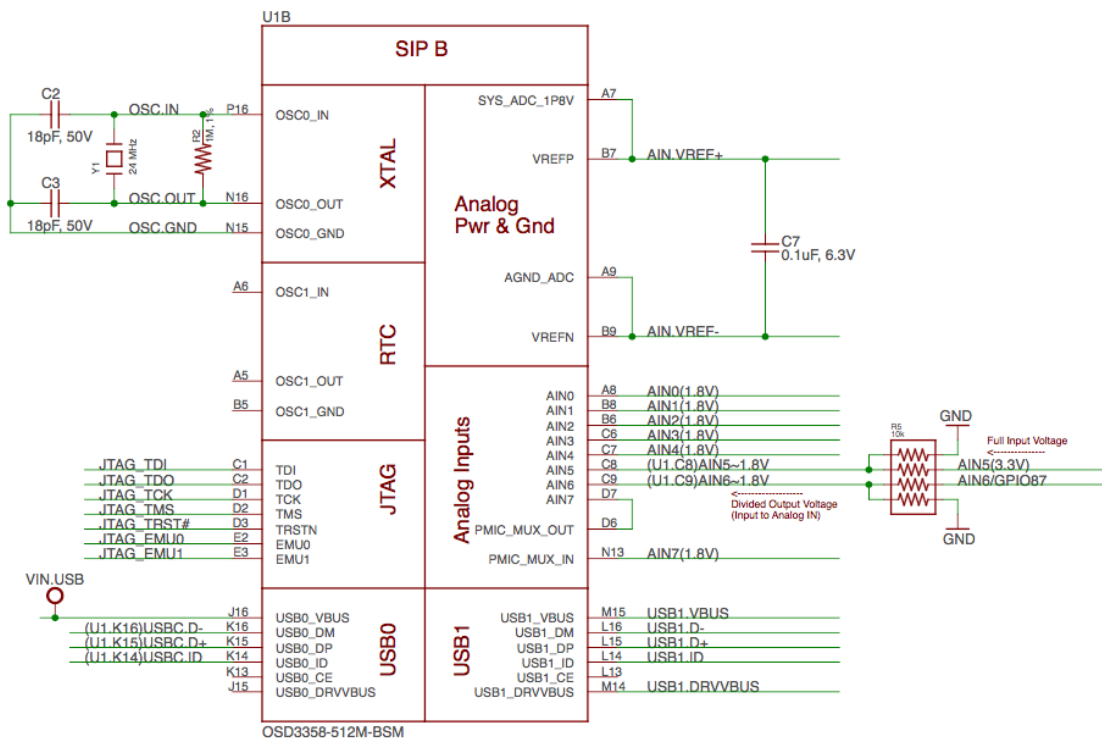 U1B
SIP B
C2
18pF, 50V
OSC.IN
P16
OSC0_IN
Y1
24 MHz
R2
1M, 1%
C3
18pF, 50V
OSC.OUT
N16
OSC0_OUT
OSC.GND
N15
OSC0_GND
XTAL
A6
OSC1_IN
A5
OSC1_OUT
B5
OSC1_GND
RTC
JTAG_TDI
C1
TDI
JTAG_TDO
C2
TDO
JTAG_TCK
D1
TCK
JTAG_TMS
D2
TMS
JTAG_TRST#
D3
TRSTN
JTAG_EMU0
E2
EMU0
JTAG_EMU1
E3
EMU1
JTAG
VIN.USB
J16
USB0_VBUS
(U1.K16)USBC.D-
K16
USB0_DM
(U1.K15)USBC.D+
K15
USB0_DP
(U1.K14)USBC.ID
K14
USB0_ID
K13
USB0_CE
J15
USB0_DRVVBUS
USB0
SYS_ADC_1P8V
A7
VREFP
B7
AIN.VREF+
Analog
Pwr & Gnd
C7
0.1uF, 6.3V
AGND_ADC
A9
VREFN
B9
AIN.VREF-
Analog Inputs
AIN0
A8
AIN0(1.8V)
AIN1
B8
AIN1(1.8V)
AIN2
B6
AIN2(1.8V)
AIN3
C6
AIN3(1.8V)
AIN4
C7
AIN4(1.8V)
AIN5
C8
(U1.C8)AIN5~1.8V
AIN6
C9
(U1.C9)AIN6~1.8V
AIN7
D7
PMIC_MUX_OUT
D6
PMIC_MUX_IN
N13
AIN7(1.8V)
Divided Output Voltage
(Input to Analog IN)
R5
10k
GND
Full Input Voltage
AIN5(3.3V)
AIN6/GPIO87
GND
USB1
USB1_VBUS
M15
USB1.VBUS
USB1_DM
L16
USB1.D-
USB1_DP
L15
USB1.D+
USB1_ID
L14
USB1.ID
USB1_CE
L13
USB1_DRVVBUS
M14
USB1.DRVVBUS
OSD3358-512M-BSM